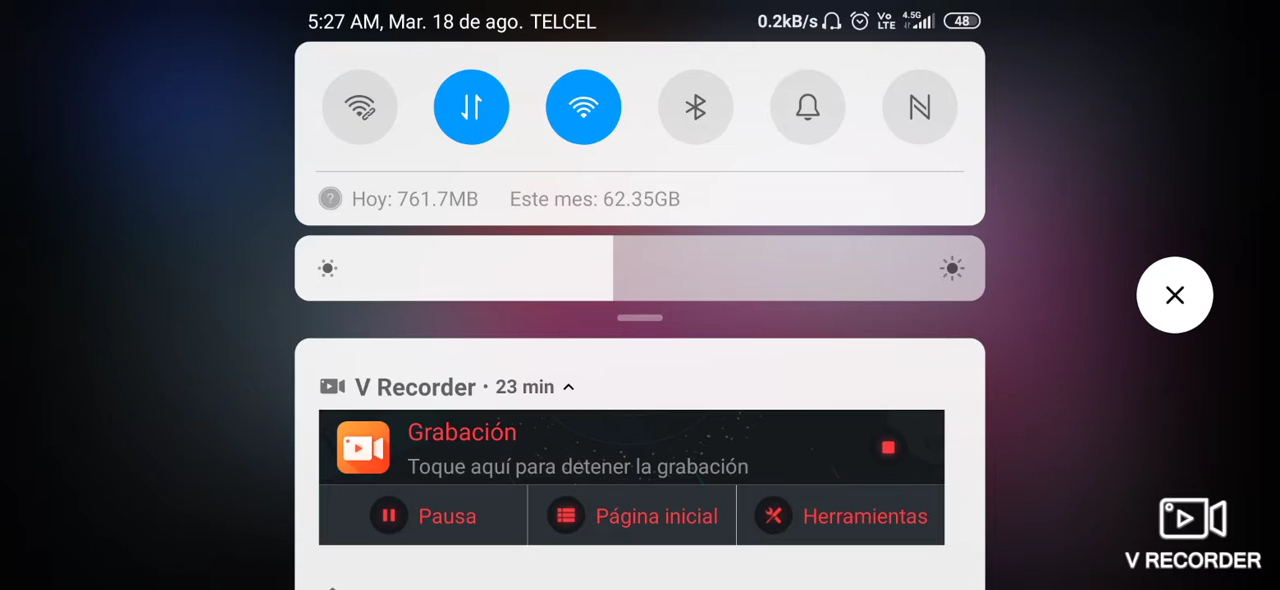 5:27 AM, Mar. 18 de ago. TELCEL
0.2kB/s Vo LTE 4.5G 48
Hoy: 761.7MB Este mes: 62.35GB
V Recorder · 23 min
Grabación
Toque aquí para detener la grabación
Pausa Página inicial Herramientas
V RECORDER